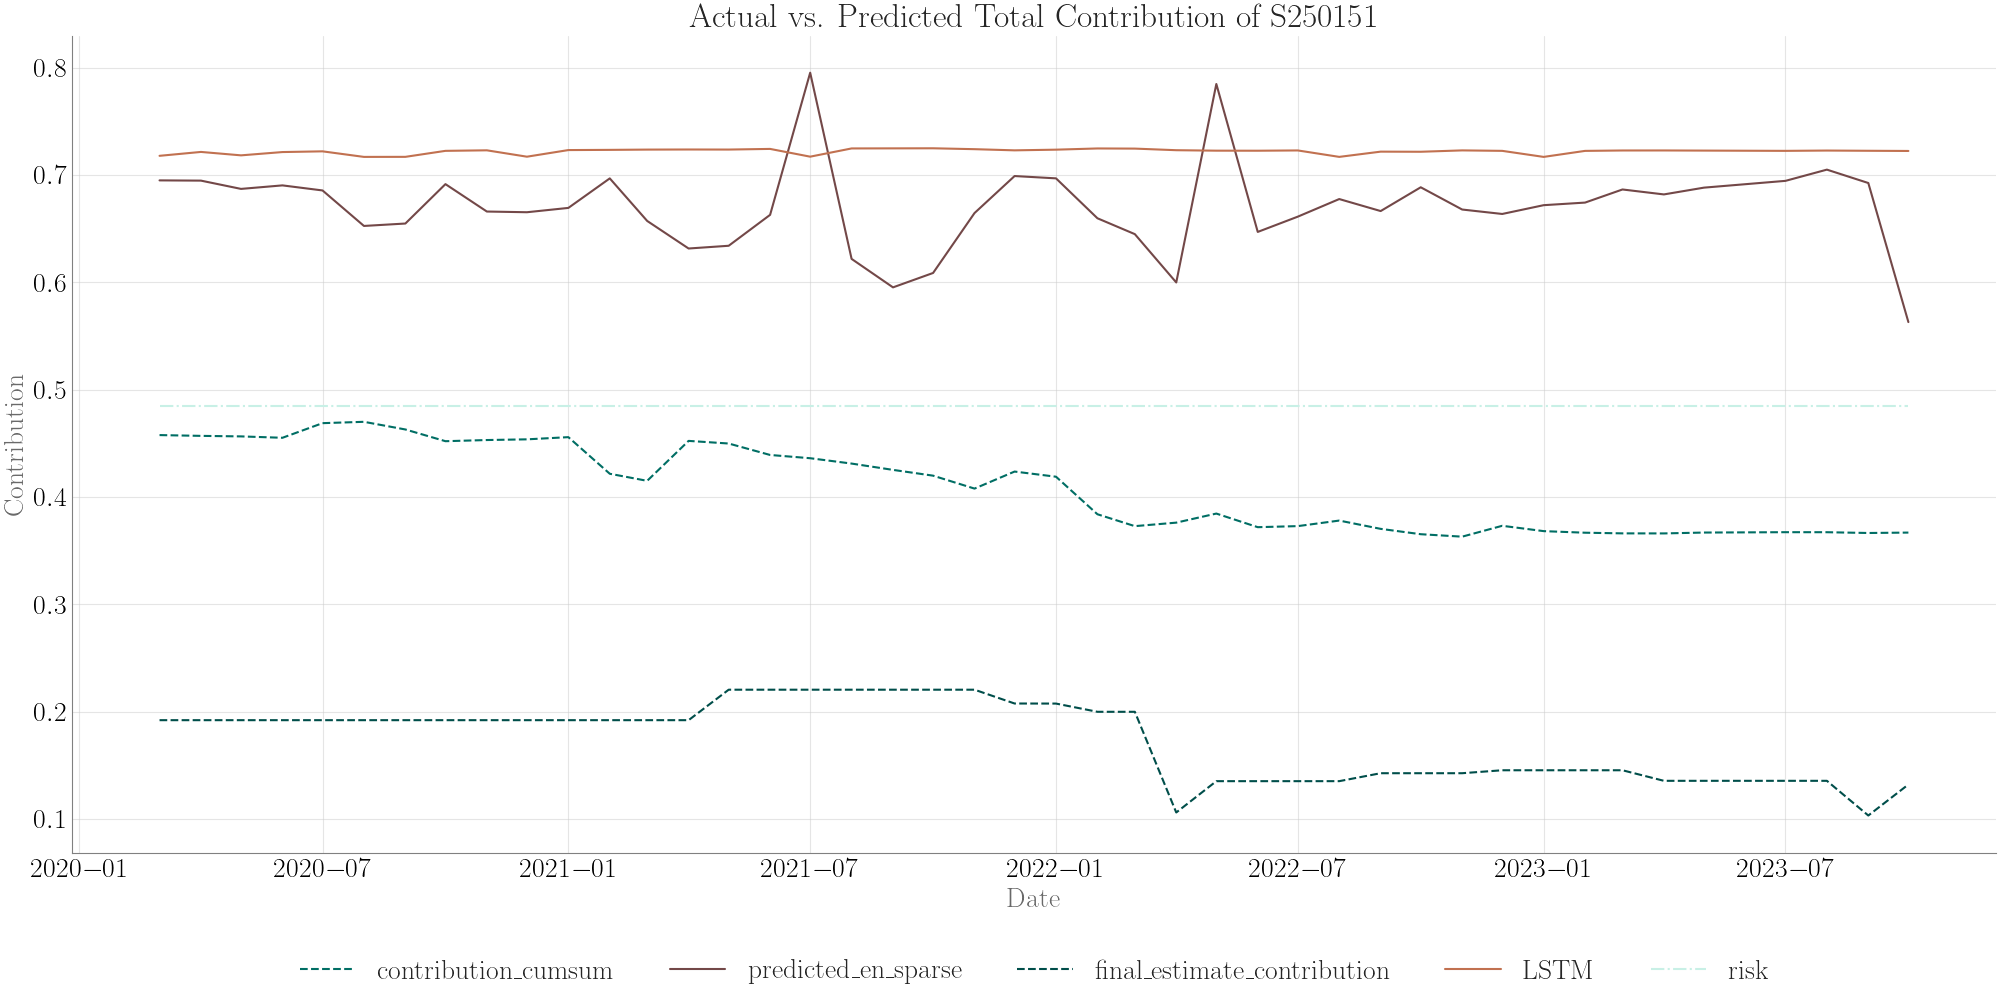 Actual vs. Predicted Total Contribution of S250151
Contribution
0.8
0.7
0.6
0.5
0.4
0.3
0.2
0.1
2020−01 2020−07 2021−01 2021−07 2022−01 2022−07 2023−01 2023−07
Date
contribution_cumsum predicted_en_sparse final_estimate_contribution LSTM risk